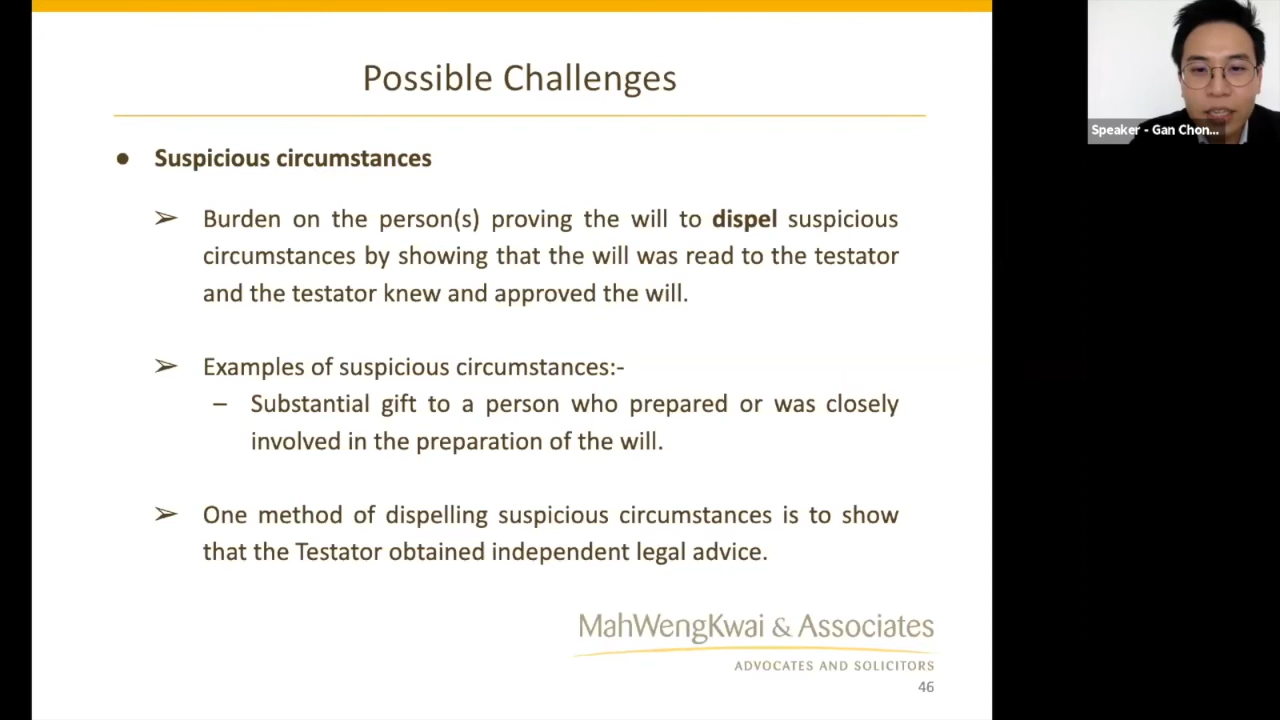 Possible Challenges
● Suspicious circumstances
➢ Burden on the person(s) proving the will to dispel suspicious
circumstances by showing that the will was read to the testator
and the testator knew and approved the will.
➢ Examples of suspicious circumstances:-
– Substantial gift to a person who prepared or was closely
involved in the preparation of the will.
➢ One method of dispelling suspicious circumstances is to show
that the Testator obtained independent legal advice.
MahWengKwai & Associates
ADVOCATES AND SOLICITORS
46
Speaker - Gan Chon...